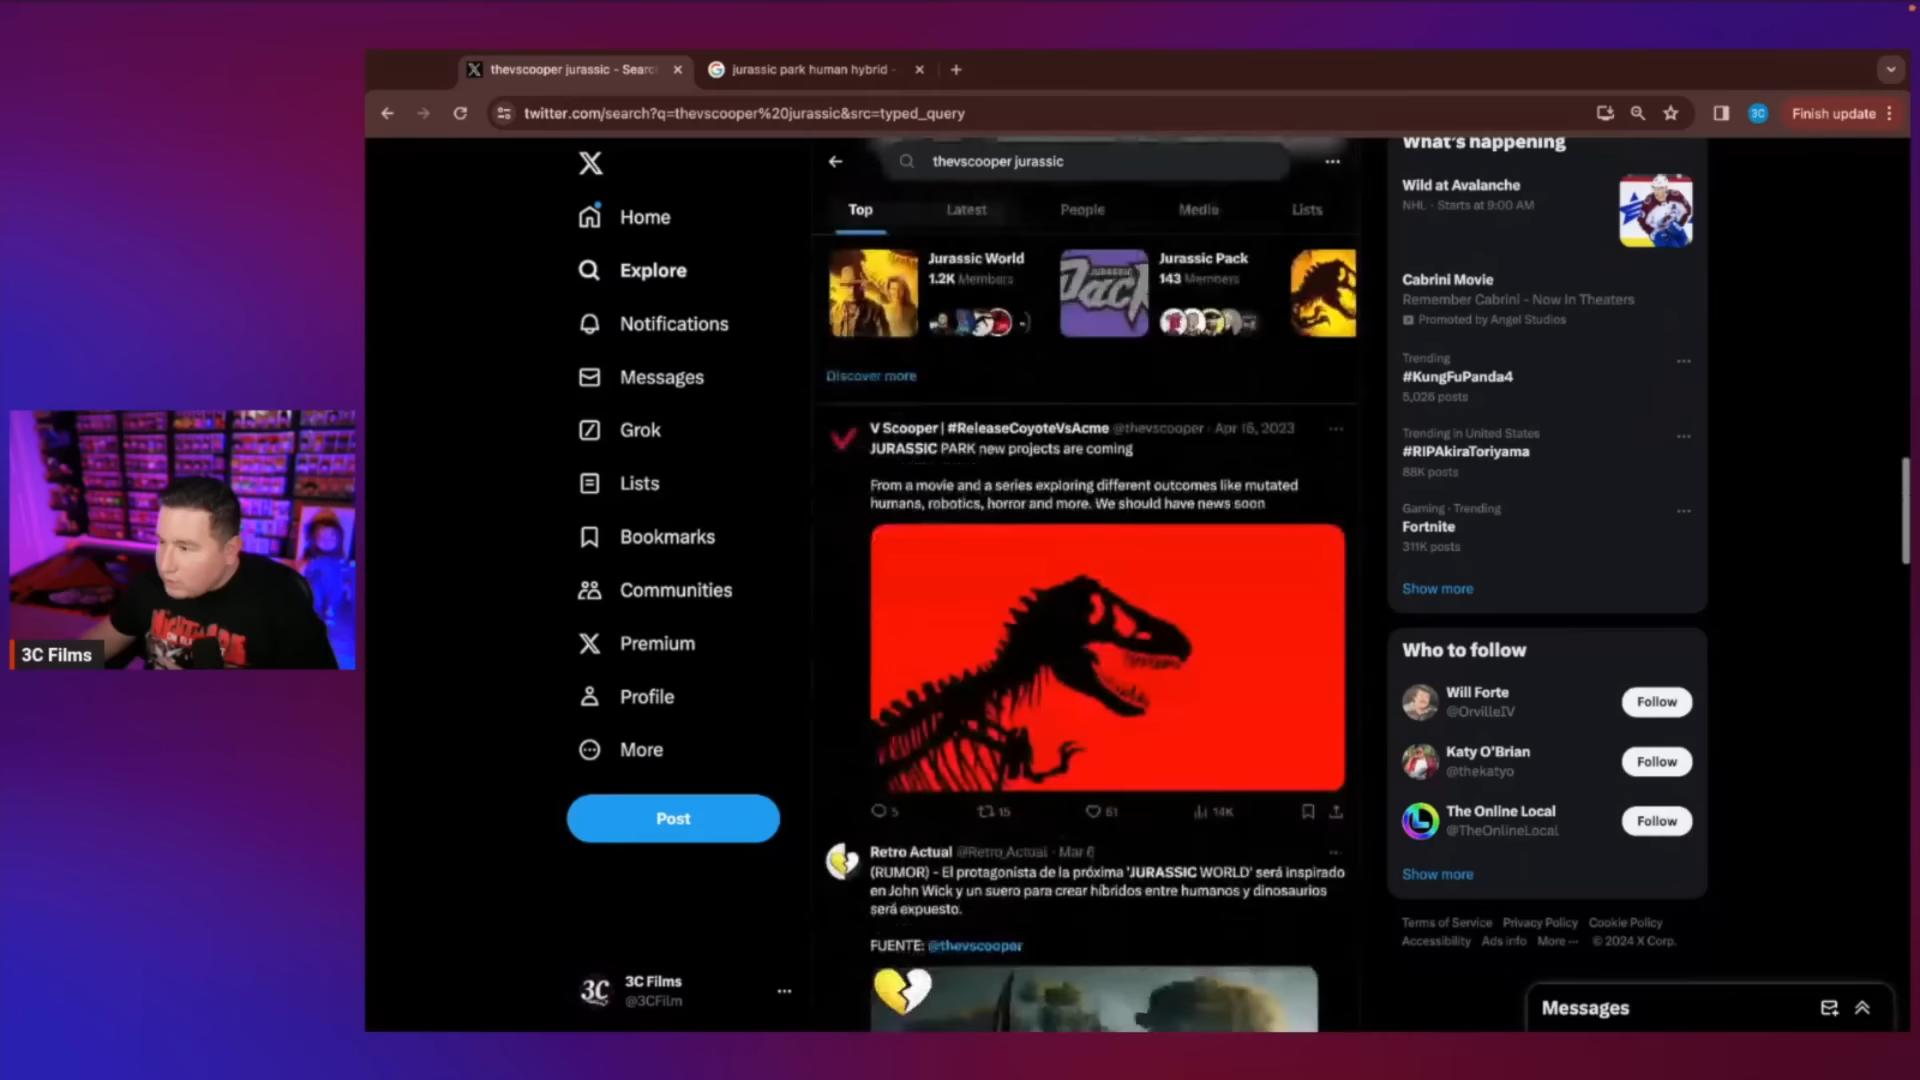 thevscooper jurassic - Searc
jurassic park human hybrid -
twitter.com/search?q=thevscooper%20jurassic&src=typed_query
3C
Finish update
Home
Explore
Notifications
Messages
Grok
Lists
Bookmarks
Communities
Premium
Profile
More
Post
3C
3C Films
@3CFilm
thevscooper jurassic
Top
Latest
People
Media
Lists
Jurassic World
1.2K Members
JURASSIC
Jurassic Pack
143 Members
Discover more
V Scooper | #ReleaseCoyoteVsAcme @thevscooper · Apr 16, 2023
JURASSIC PARK new projects are coming
From a movie and a series exploring different outcomes like mutated
humans, robotics, horror and more. We should have news soon
5
15
61
14K
Retro Actual @Retro_Actual · Mar 6
(RUMOR) - El protagonista de la próxima 'JURASSIC WORLD' será inspirado
en John Wick y un suero para crear híbridos entre humanos y dinosaurios
será expuesto.
FUENTE: @thevscooper
What's happening
Wild at Avalanche
NHL · Starts at 9:00 AM
Cabrini Movie
Remember Cabrini - Now In Theaters
Promoted by Angel Studios
Trending
#KungFuPanda4
5,026 posts
Trending in United States
#RIPAkiraToriyama
88K posts
Gaming · Trending
Fortnite
311K posts
Show more
Who to follow
Will Forte
@OrvilleIV
Follow
Katy O'Brian
@thekatyo
Follow
The Online Local
@TheOnlineLocal
Follow
Show more
Terms of Service Privacy Policy Cookie Policy
Accessibility Ads info More ··· © 2024 X Corp.
Messages
NIGHTMARE
3C Films